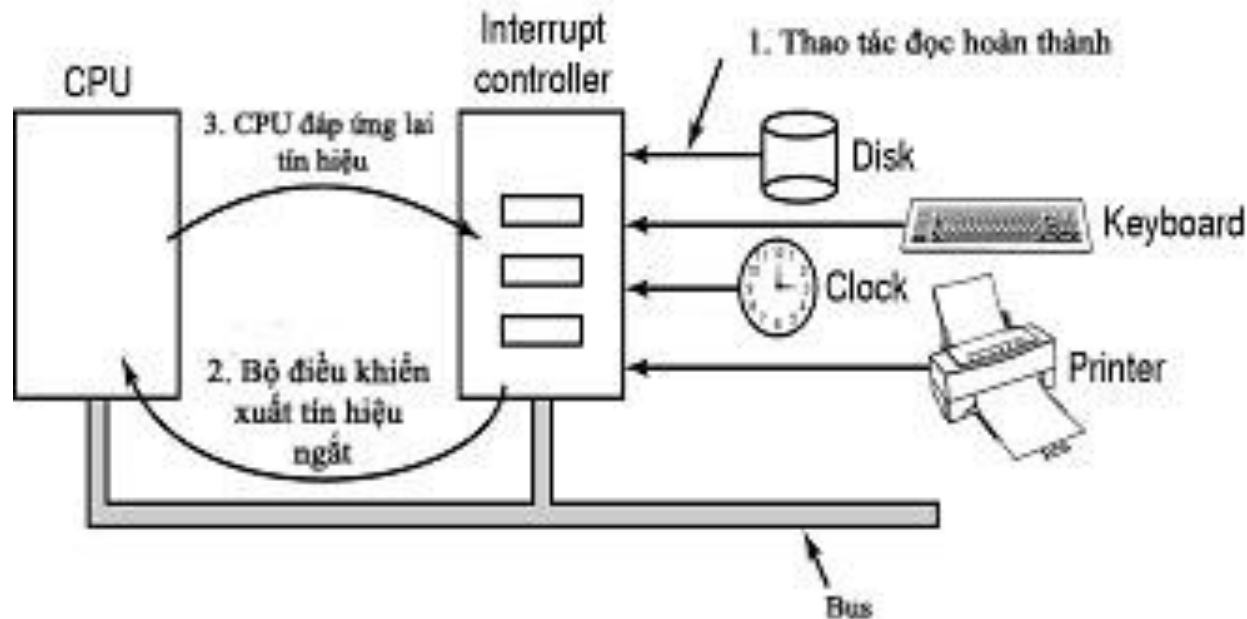 Interrupt
controller
1. Thao tác đọc hoàn thành
CPU
3. CPU đáp ứng lai
tín hiệu
Disk
Keyboard
Clock
2. Bộ điều khiển
xuất tín hiệu
ngắt
Printer
Bus